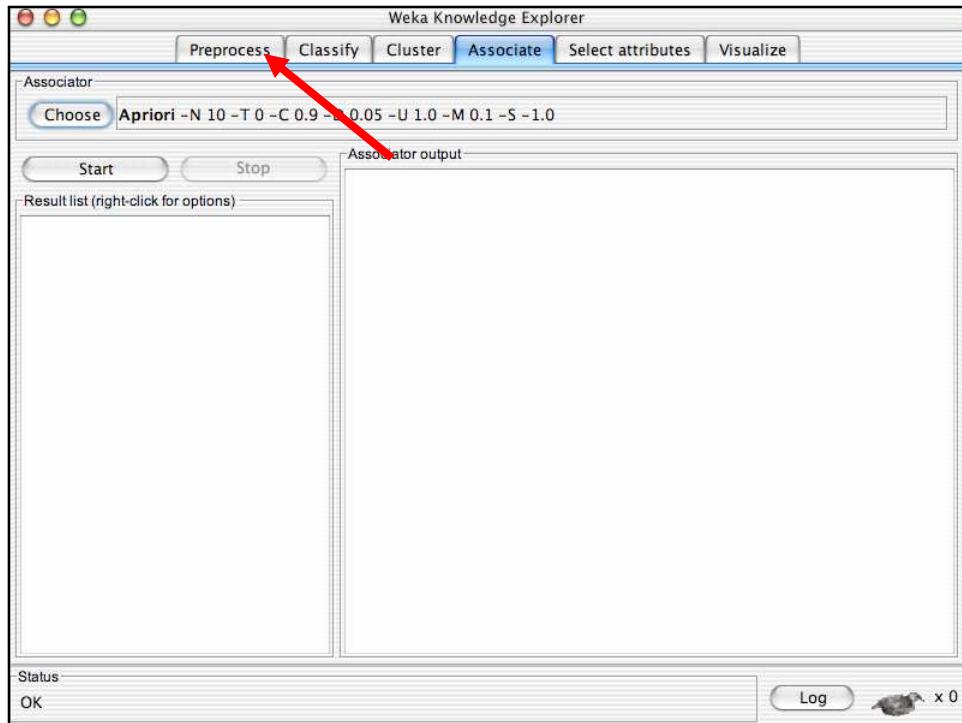 Weka Knowledge Explorer
Preprocess Classify Cluster Associate Select attributes Visualize
Associator
Choose Apriori -N 10 -T 0 -C 0.9 -D 0.05 -U 1.0 -M 0.1 -S -1.0
Start Stop
Associator output
Result list (right-click for options)
Status
OK
Log x 0